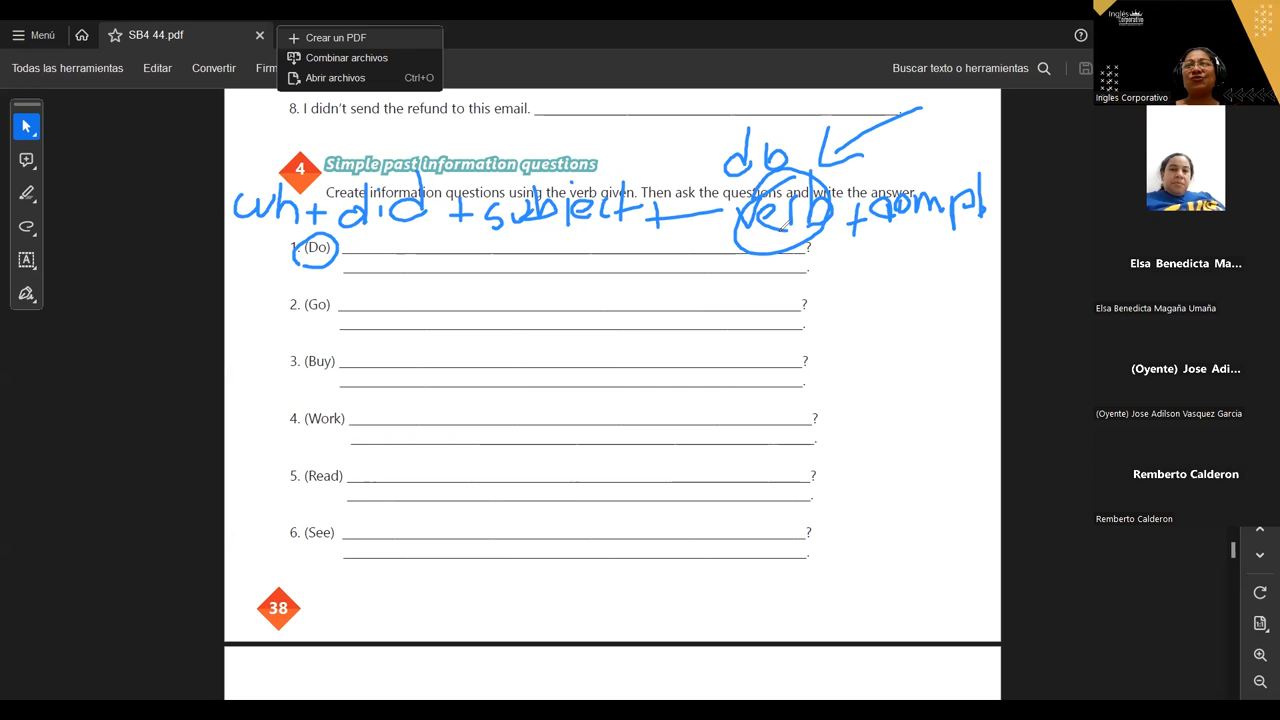 Menú
SB4 44.pdf
Crear un PDF
Combinar archivos
Abrir archivos Ctrl+O
Todas las herramientas
Editar
Convertir
Firm
Buscar texto o herramientas
Inglés Corporativo
Ingles Corporativo
8. I didn't send the refund to this email.
do
4
Simple past information questions
Create information questions using the verb given. Then ask the questions and write the answer.
wh + did + subject + verb + compl
1. (Do) ?
2. (Go) ?
3. (Buy) ?
4. (Work) ?
5. (Read) ?
6. (See) ?
38
Elsa Benedicta Ma...
Elsa Benedicta Magaña Umaña
(Oyente) Jose Adi...
(Oyente) Jose Adilson Vasquez Garcia
Remberto Calderon
Remberto Calderon